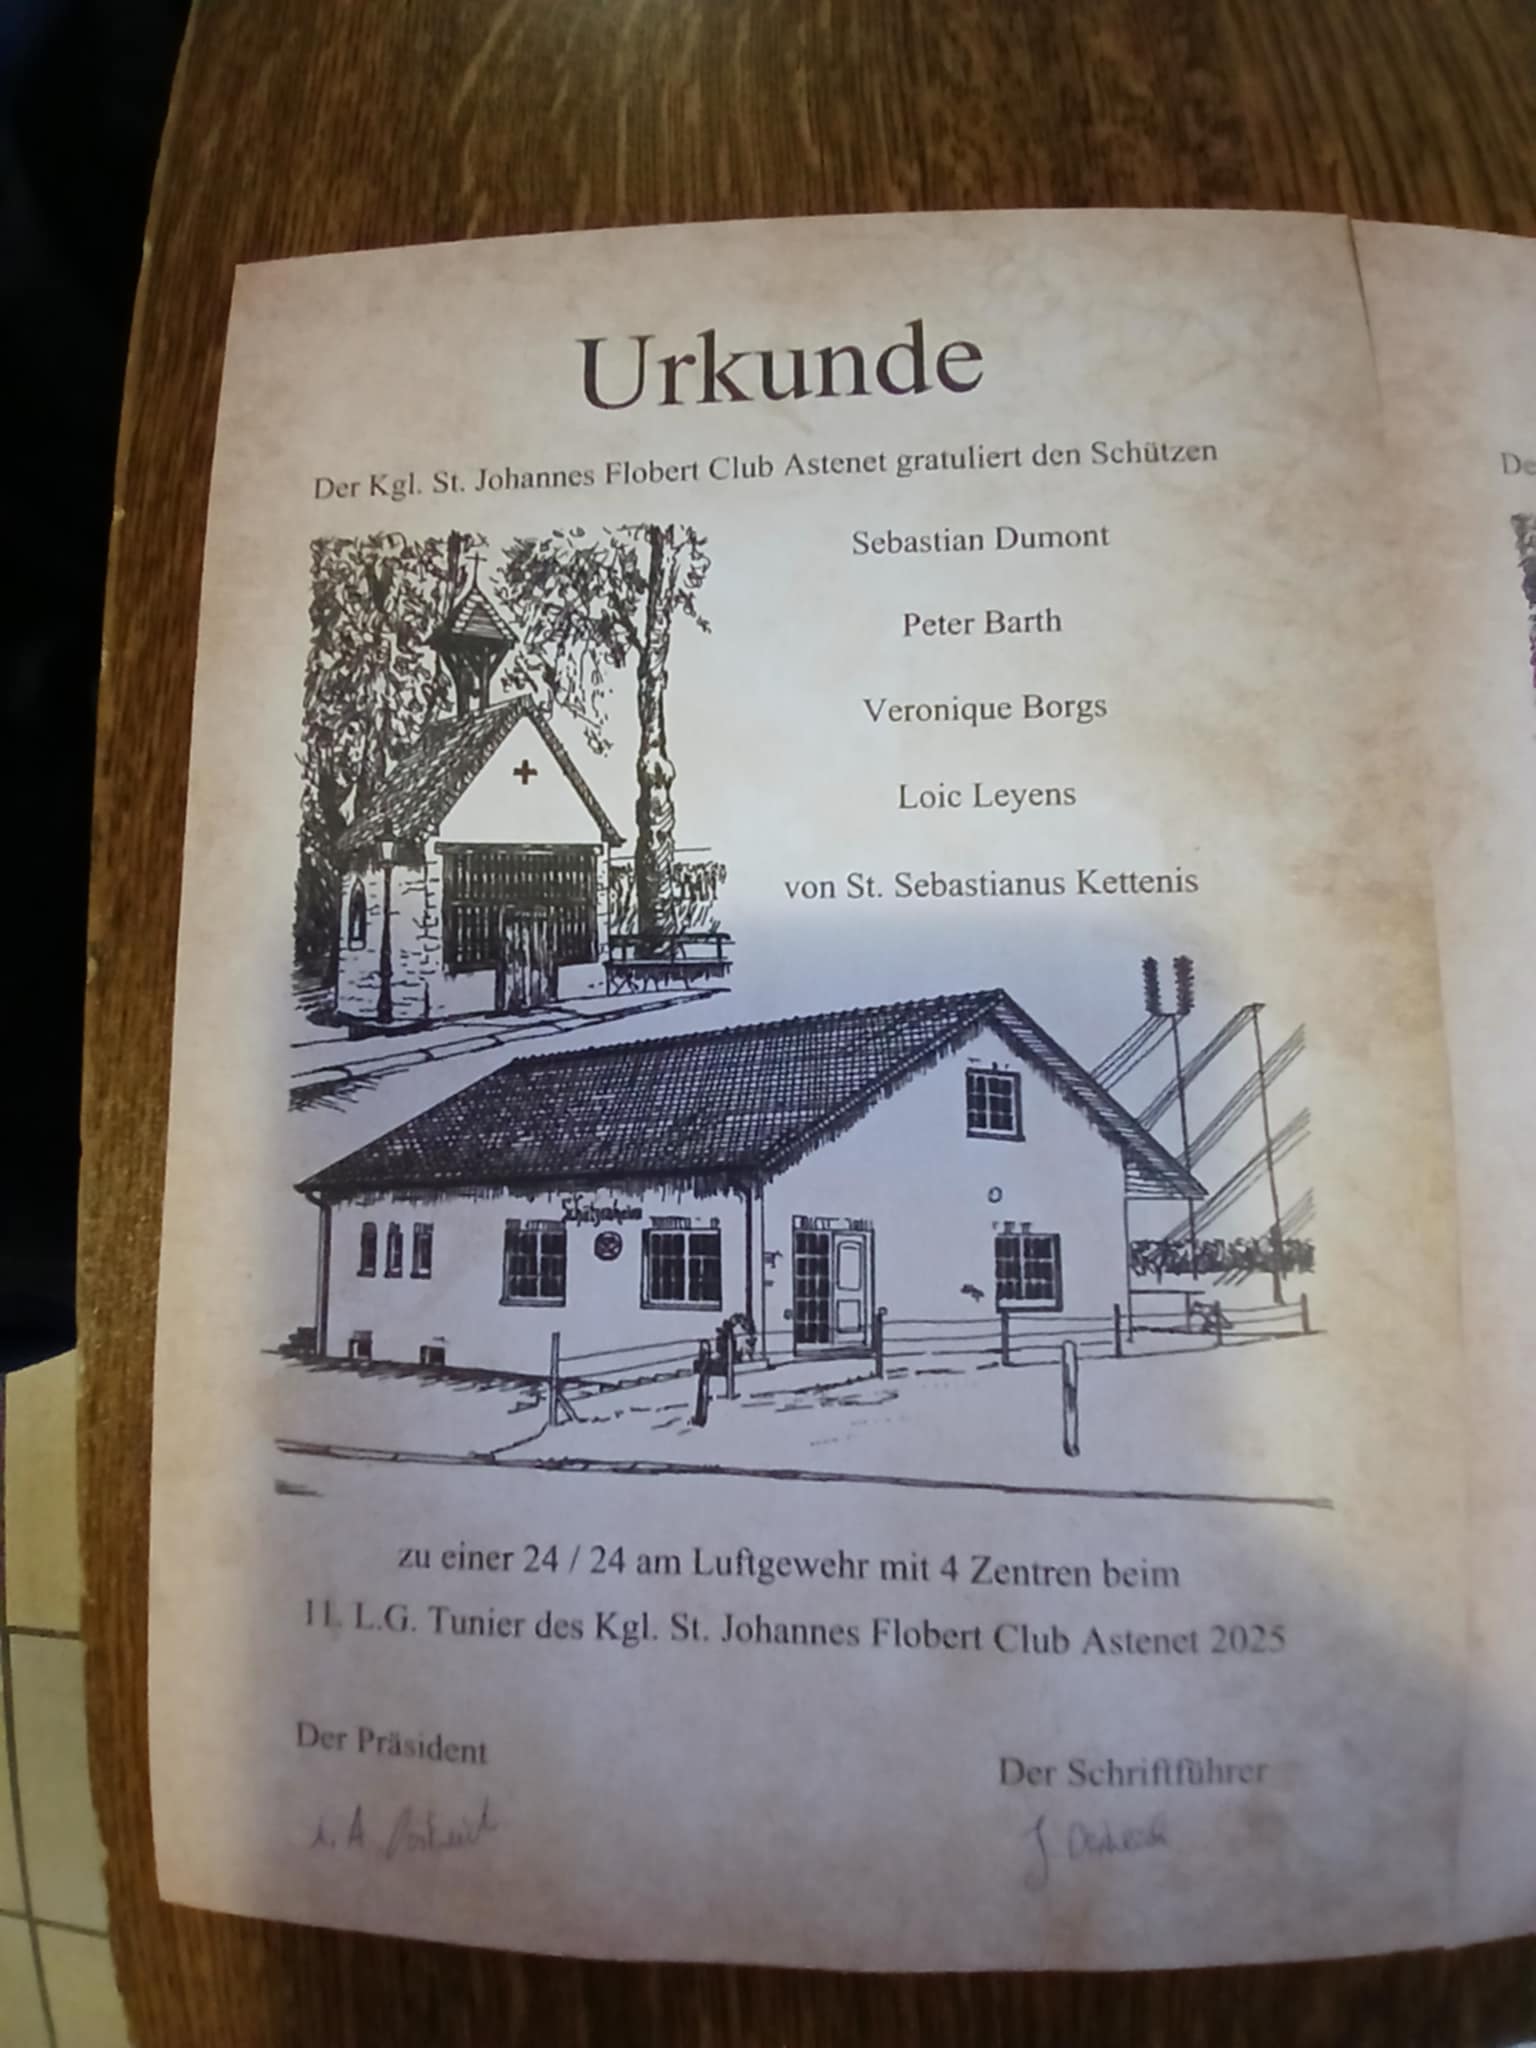 Urkunde
Der Kgl. St. Johannes Flobert Club Astenet gratuliert den Schützen
Sebastian Dumont
Peter Barth
Veronique Borgs
Loic Leyens
von St. Sebastianus Kettenis
Schützenheim
zu einer 24 / 24 am Luftgewehr mit 4 Zentren beim
11. L.G. Tunier des Kgl. St. Johannes Flobert Club Astenet 2025
Der Präsident
Der Schriftführer
De